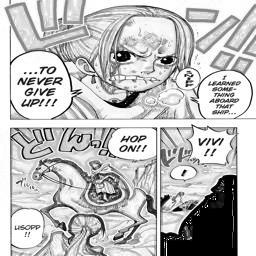 LEARNED
SOME-
THING
ABOARD
THAT
SHIP...
...TO
NEVER
GIVE
UP!!!
VIVI
!!
!
HOP
ON!!
USOPP
!!